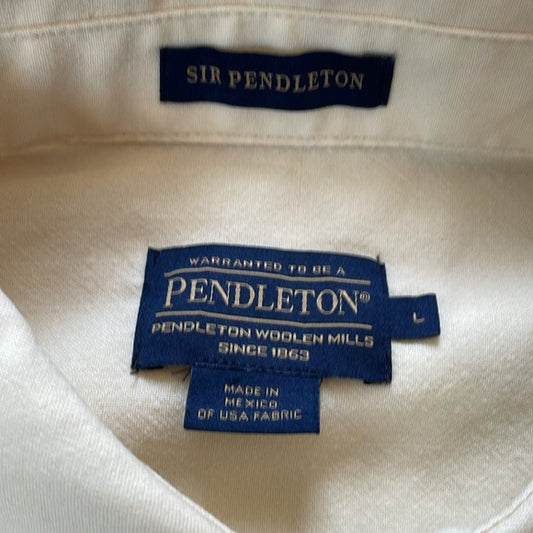 SIR PENDLETON
WARRANTED TO BE A
PENDLETON®
PENDLETON WOOLEN MILLS
SINCE 1863
L
MADE IN
MEXICO
OF USA FABRIC